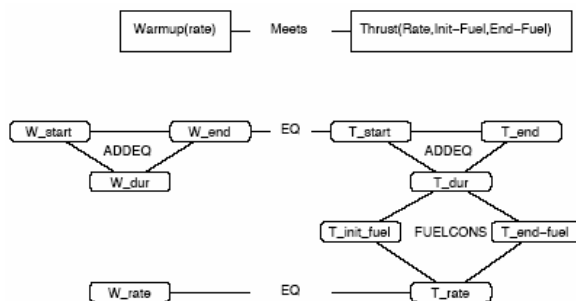 Warmup(rate) Meets Thrust(Rate,Init-Fuel,End-Fuel)
W_start W_end EQ T_start T_end
ADDEQ ADDEQ
W_dur T_dur
T_init_fuel FUELCONS T_end-fuel
W_rate EQ T_rate